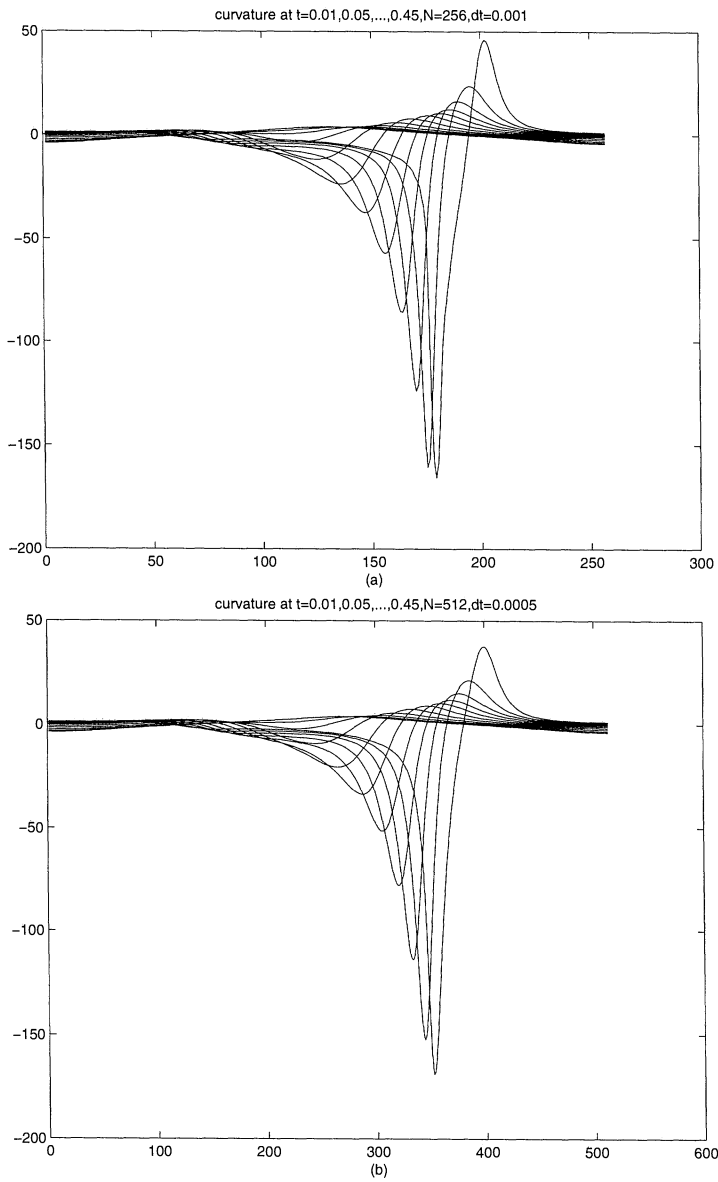 curvature at t=0.01,0.05,...,0.45,N=256,dt=0.001
50
0
−50
−100
−150
−200
0 50 100 150 200 250 300
(a)
curvature at t=0.01,0.05,...,0.45,N=512,dt=0.0005
50
0
−50
−100
−150
−200
0 100 200 300 400 500 600
(b)